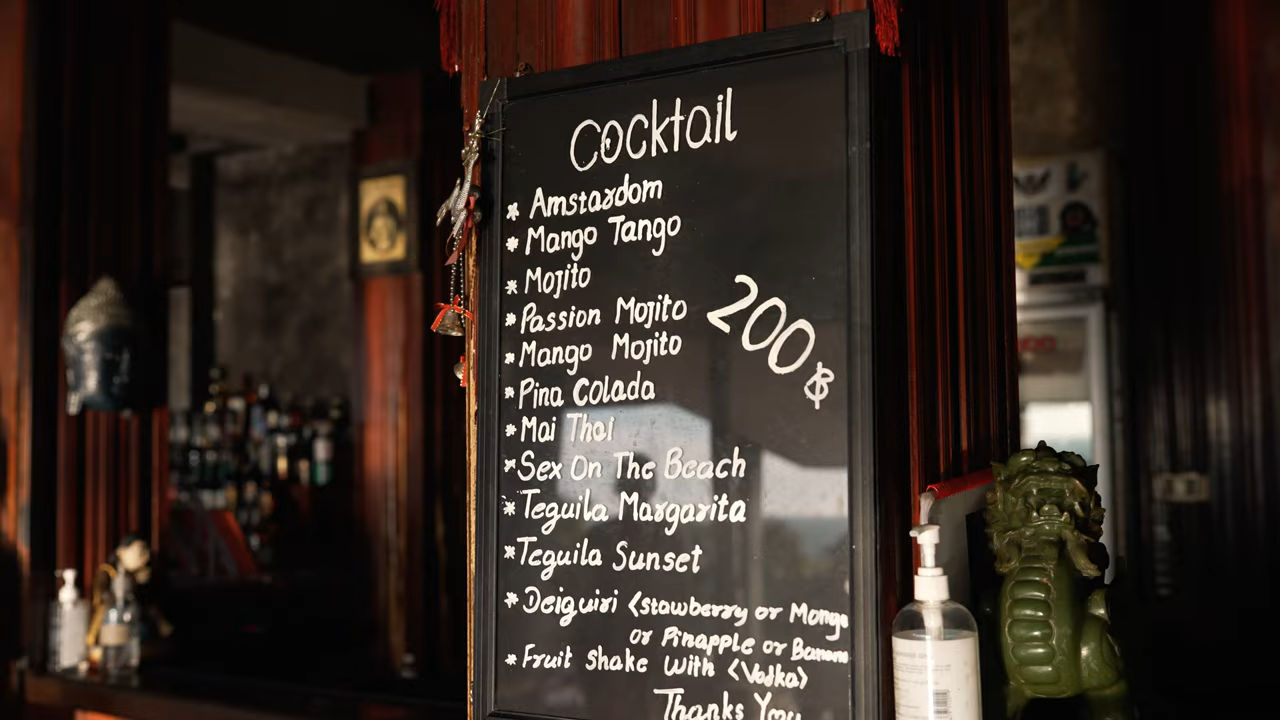 Cocktail
* Amstardom
* Mango Tango
* Mojito
* Passion Mojito
* Mango Mojito
200 ฿
* Pina Colada
* Mai Thai
* Sex On The Beach
* Teguila Margarita
* Teguila Sunset
* Deiguiri <stawberry or Mango
or Pinapple or Banana
* Fruit Shake With <Vodka>
Thanks You